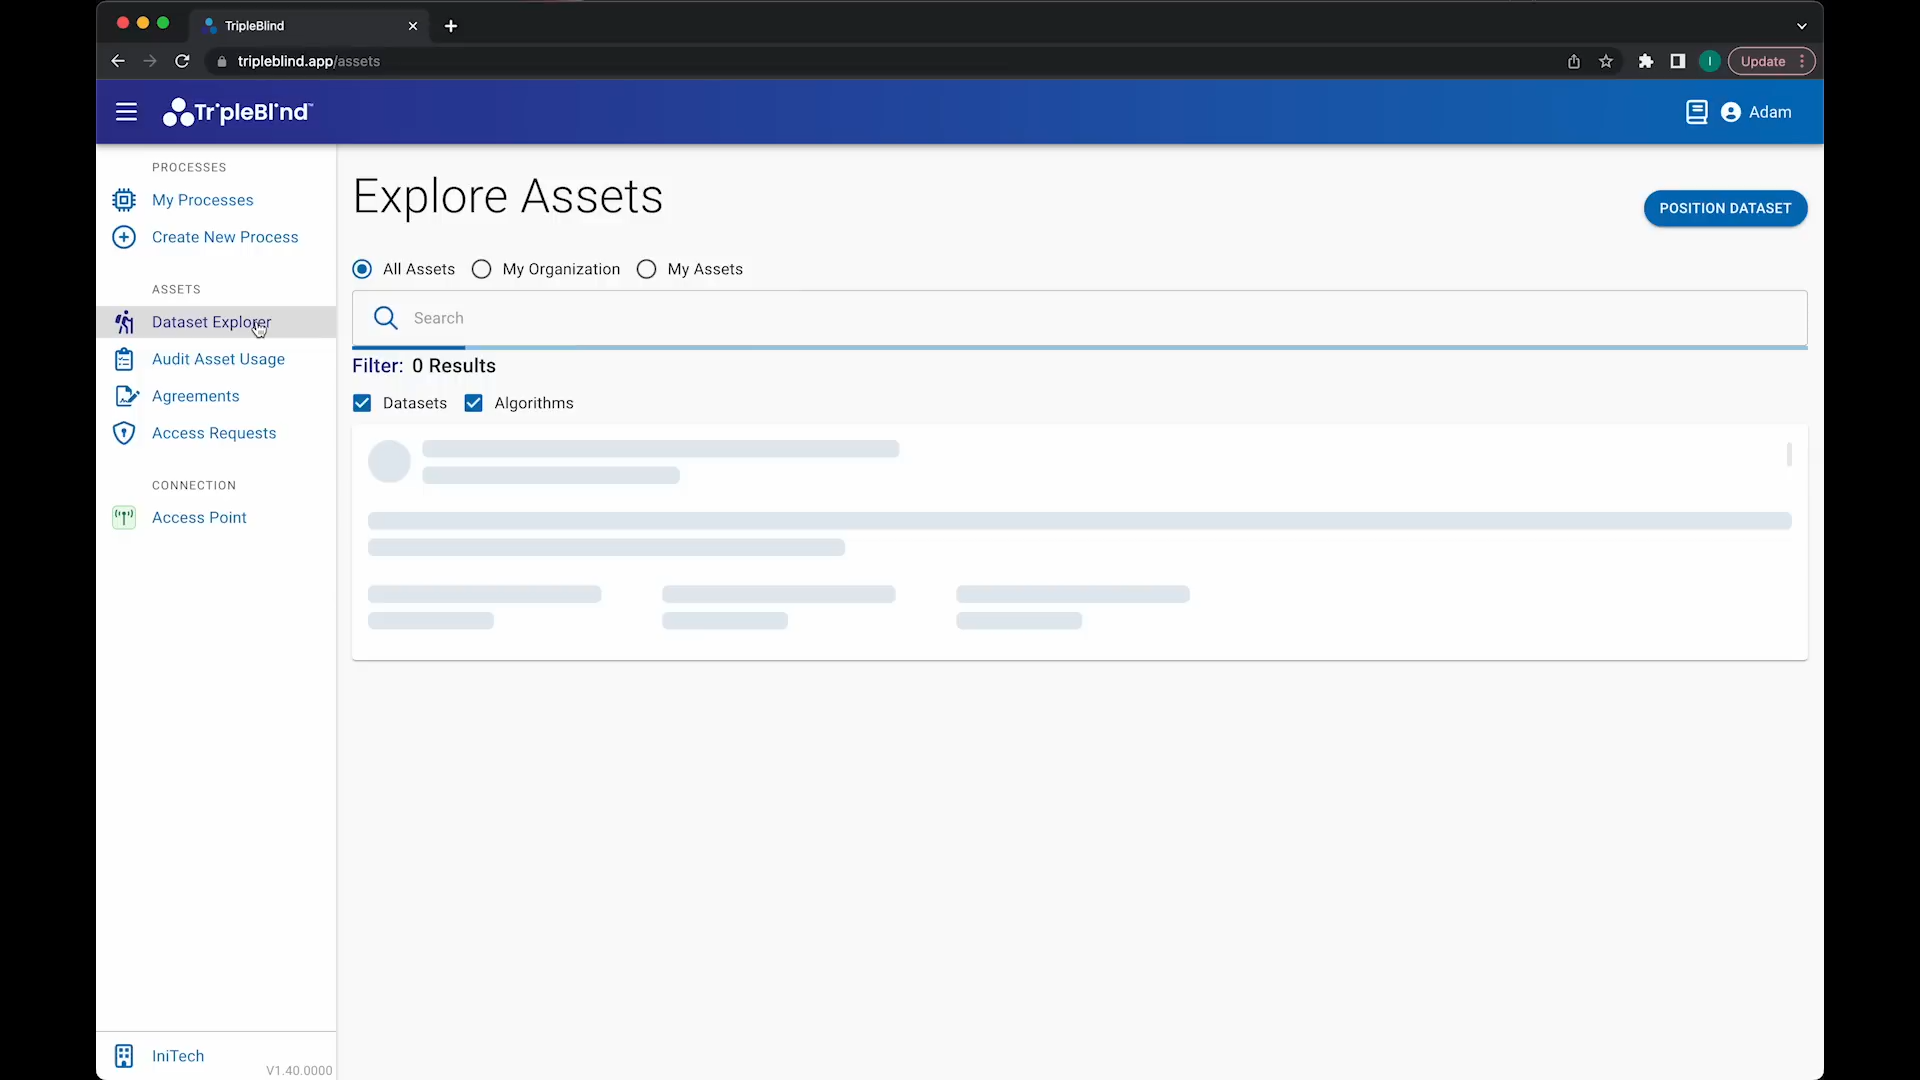 TripleBlind
tripleblind.app/assets
I
Update
TripleBlind™
Adam
PROCESSES
My Processes
Create New Process
ASSETS
Dataset Explorer
Audit Asset Usage
Agreements
Access Requests
CONNECTION
Access Point
IniTech
V1.40.0000
Explore Assets
POSITION DATASET
All Assets My Organization My Assets
Search
Filter: 0 Results
Datasets Algorithms